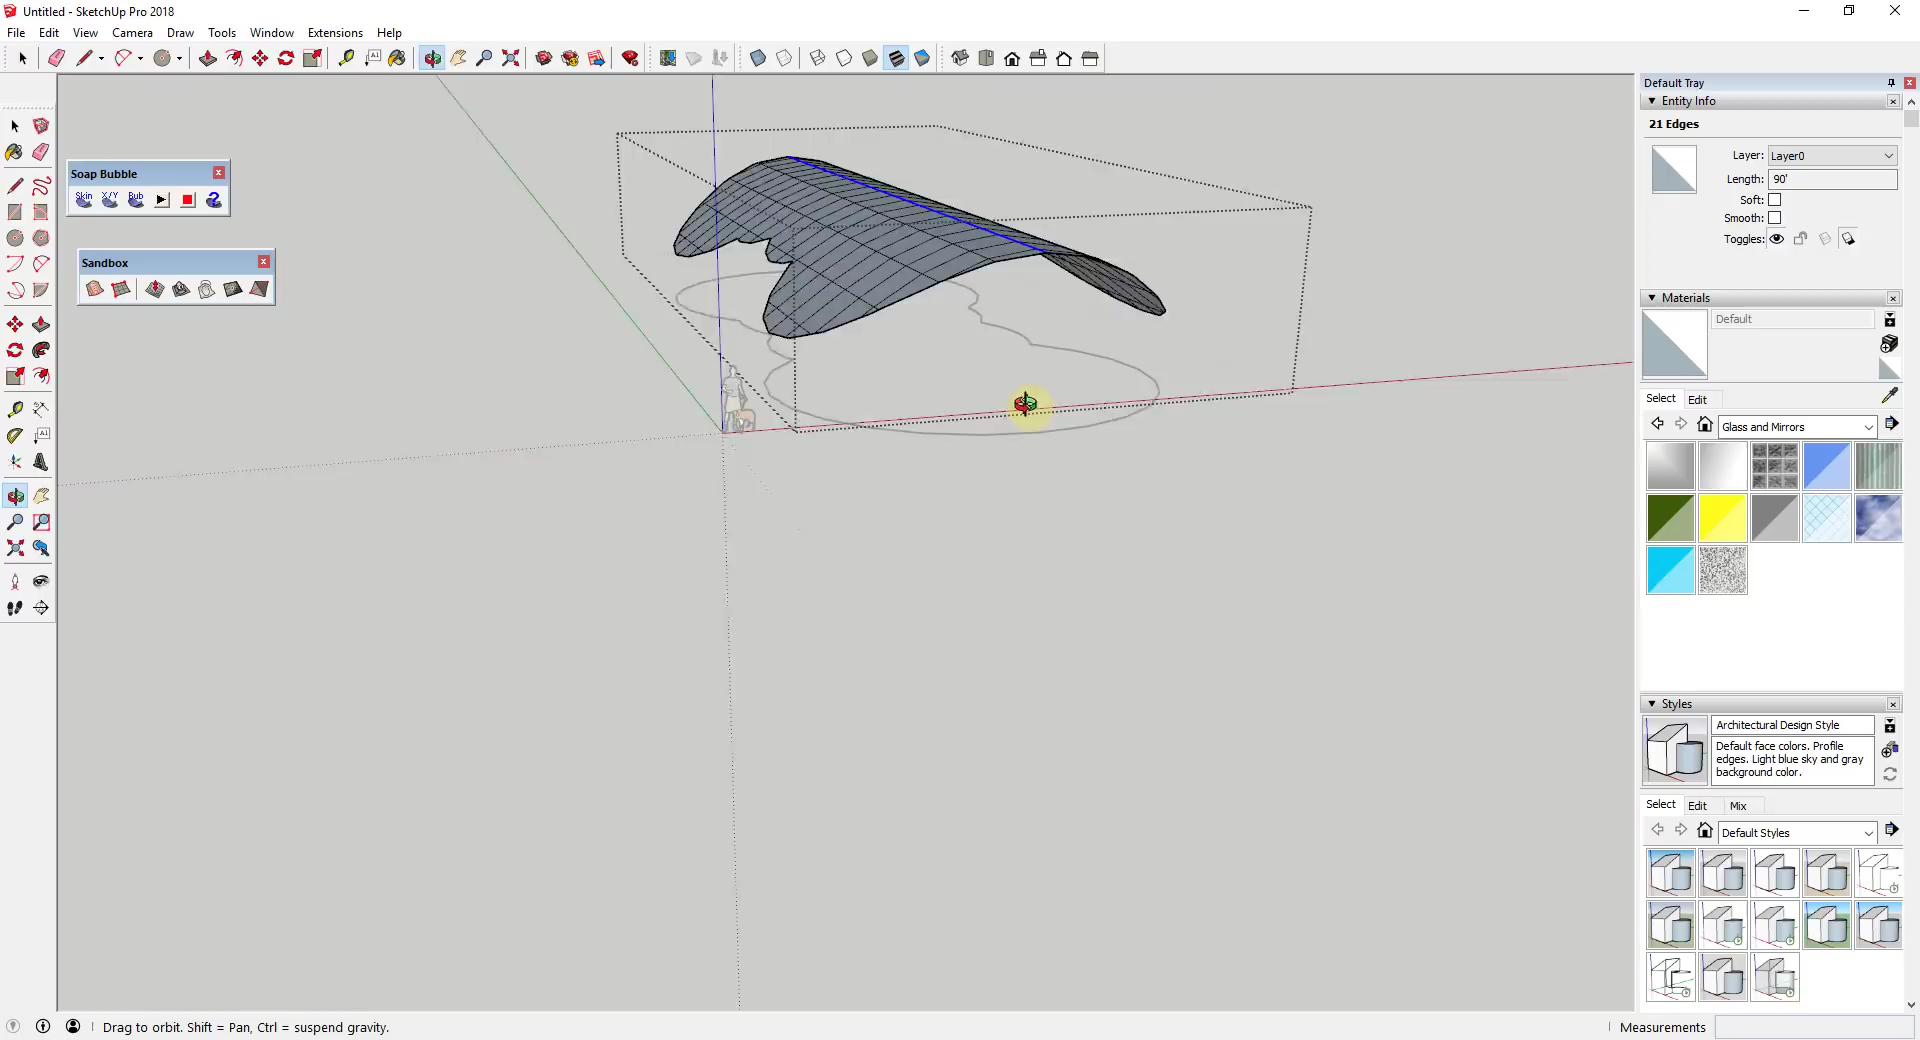 Untitled - SketchUp Pro 2018
File Edit View Camera Draw Tools Window Extensions Help
Default Tray
Entity Info
21 Edges
Layer: Layer0
Length: 90'
Soft:
Smooth:
Toggles:
Soap Bubble
Skin X/Y Bub
Sandbox
Materials
Default
Select Edit
Glass and Mirrors
Styles
Architectural Design Style
Default face colors. Profile
edges. Light blue sky and gray
background color.
Select Edit Mix
Default Styles
Drag to orbit. Shift = Pan, Ctrl = suspend gravity.
Measurements